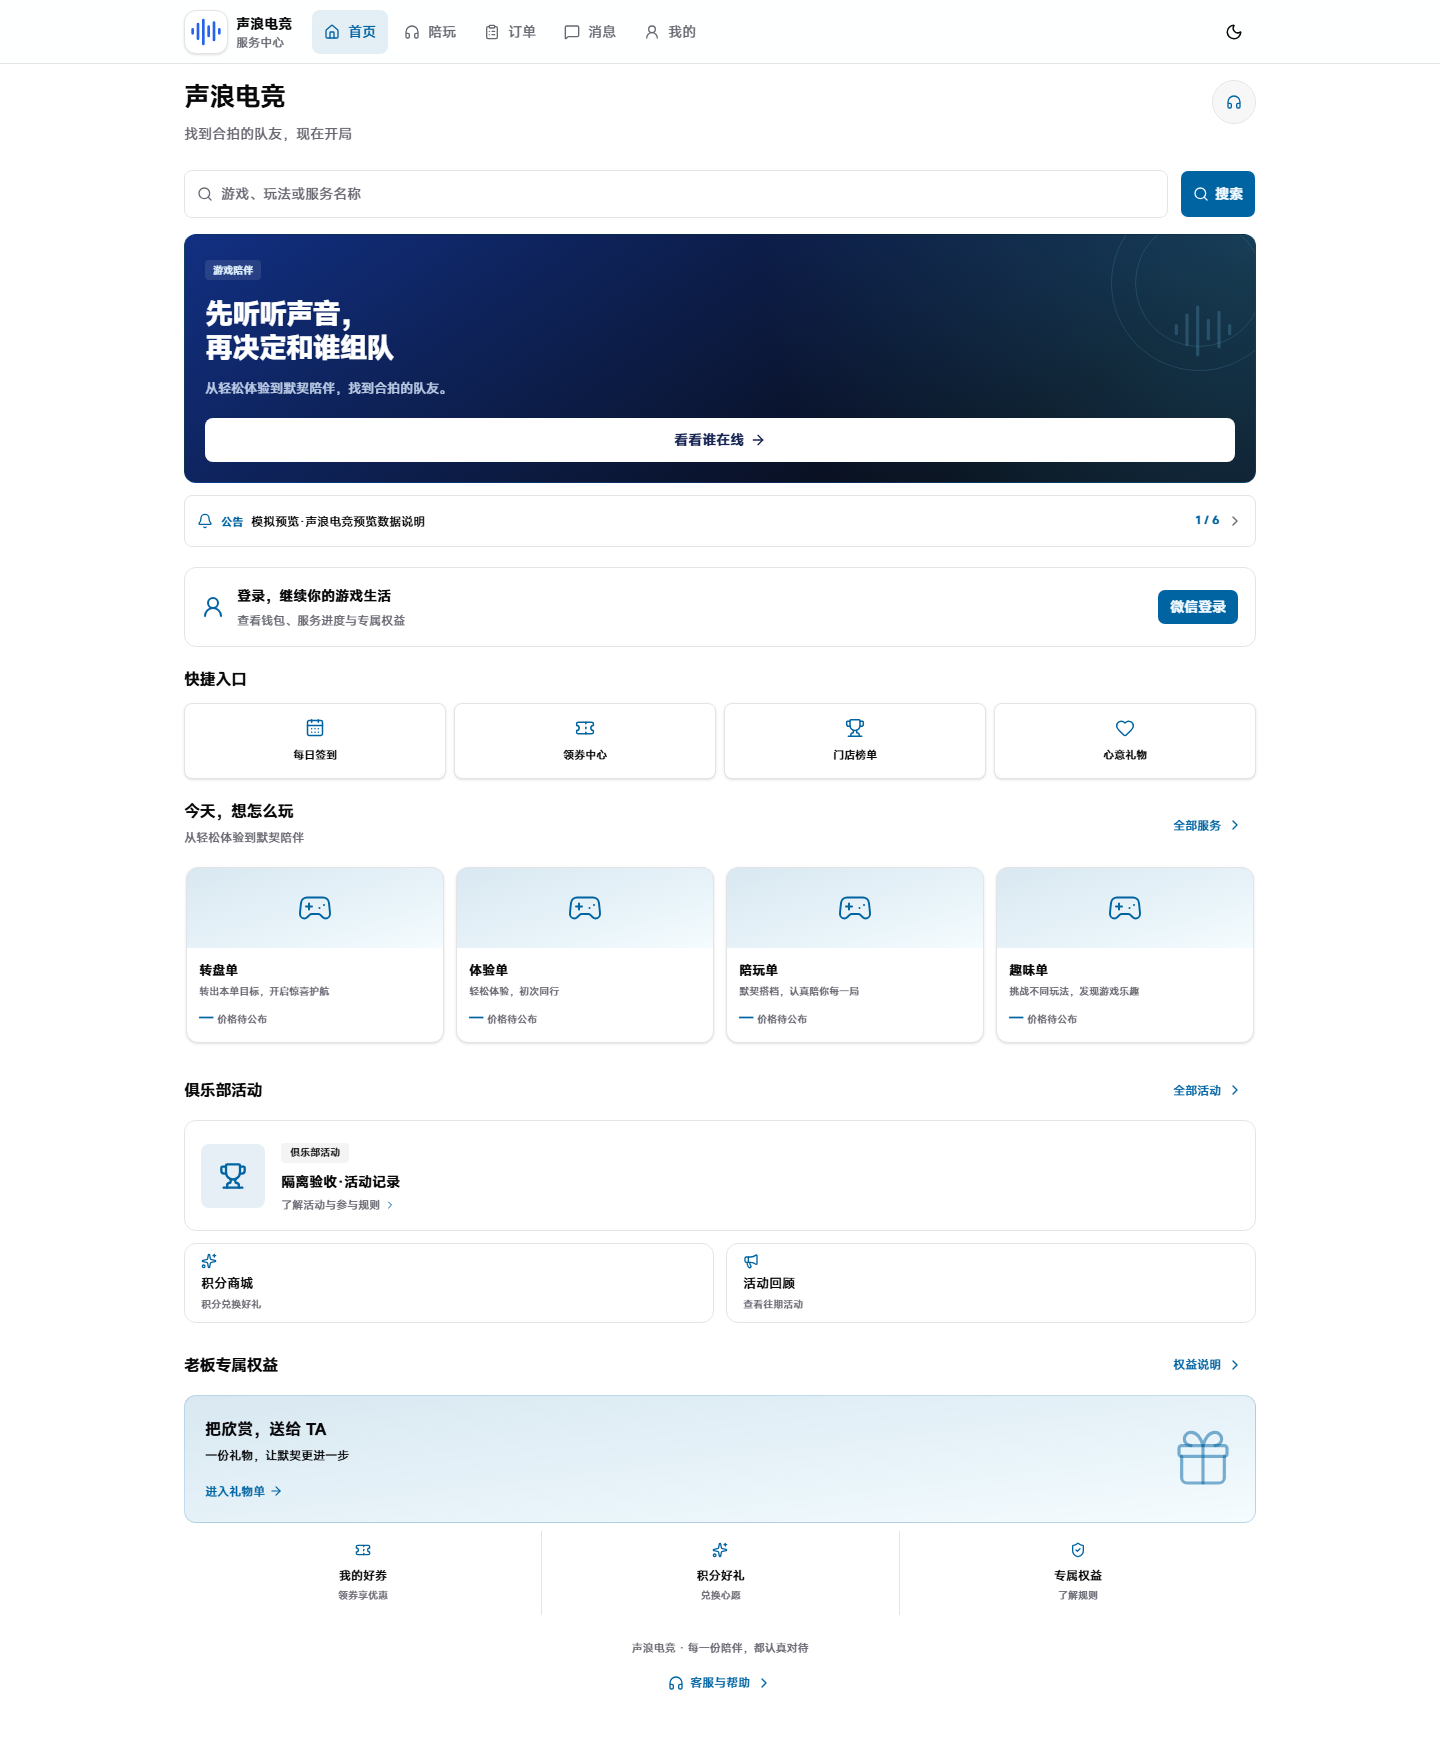 声浪电竞
服务中心
首页
陪玩
订单
消息
我的
声浪电竞
找到合拍的队友，现在开局
游戏、玩法或服务名称
搜索
游戏陪伴
先听听声音，
再决定和谁组队
从轻松体验到默契陪伴，找到合拍的队友。
看看谁在线
公告 模拟预览·声浪电竞预览数据说明
1 / 6
登录，继续你的游戏生活
查看钱包、服务进度与专属权益
微信登录
快捷入口
每日签到
领券中心
门店榜单
心意礼物
今天，想怎么玩
从轻松体验到默契陪伴
全部服务
转盘单
转出本单目标，开启惊喜护航
— 价格待公布
体验单
轻松体验，初次同行
— 价格待公布
陪玩单
默契搭档，认真陪你每一局
— 价格待公布
趣味单
挑战不同玩法，发现游戏乐趣
— 价格待公布
俱乐部活动
全部活动
俱乐部活动
隔离验收·活动记录
了解活动与参与规则
积分商城
积分兑换好礼
活动回顾
查看往期活动
老板专属权益
权益说明
把欣赏，送给 TA
一份礼物，让默契更进一步
进入礼物单
我的好券
领券享优惠
积分好礼
兑换心愿
专属权益
了解规则
声浪电竞 · 每一份陪伴，都认真对待
客服与帮助